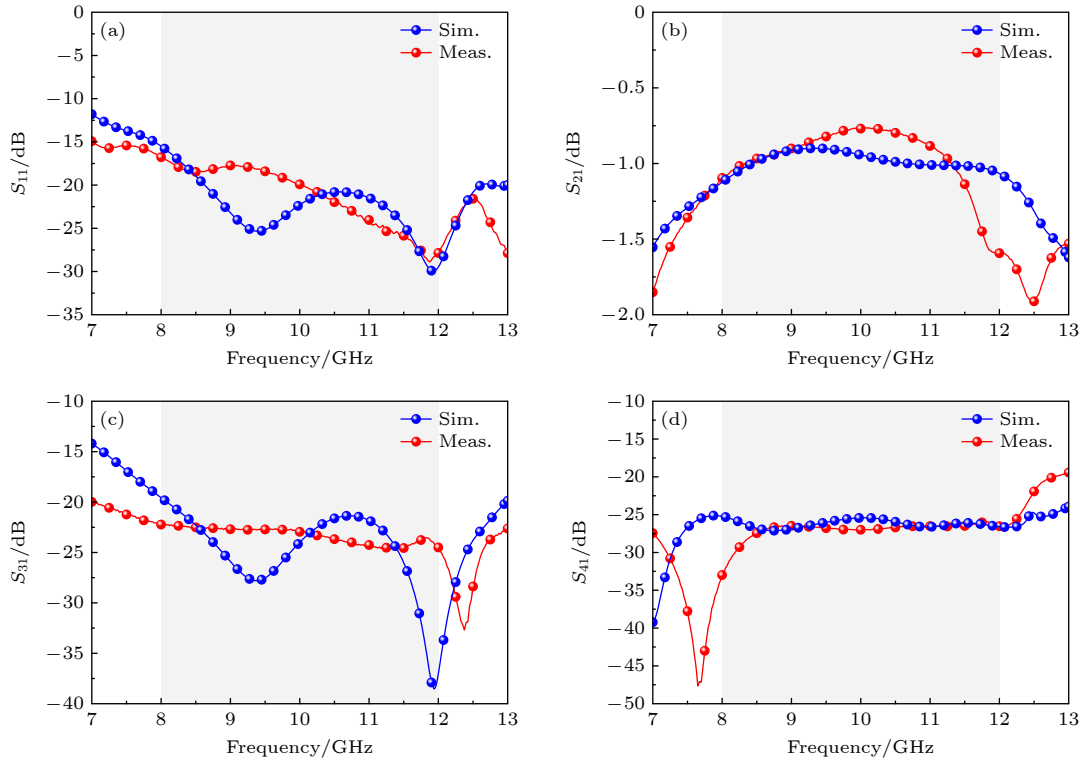 (a)
Sim.
Meas.
S11/dB
0
−5
−10
−15
−20
−25
−30
−35
7 8 9 10 11 12 13
Frequency/GHz
(b)
Sim.
Meas.
S21/dB
0
−0.5
−1.0
−1.5
−2.0
7 8 9 10 11 12 13
Frequency/GHz
(c)
Sim.
Meas.
S31/dB
−10
−15
−20
−25
−30
−35
−40
7 8 9 10 11 12 13
Frequency/GHz
(d)
Sim.
Meas.
S41/dB
−10
−15
−20
−25
−30
−35
−40
−45
−50
7 8 9 10 11 12 13
Frequency/GHz